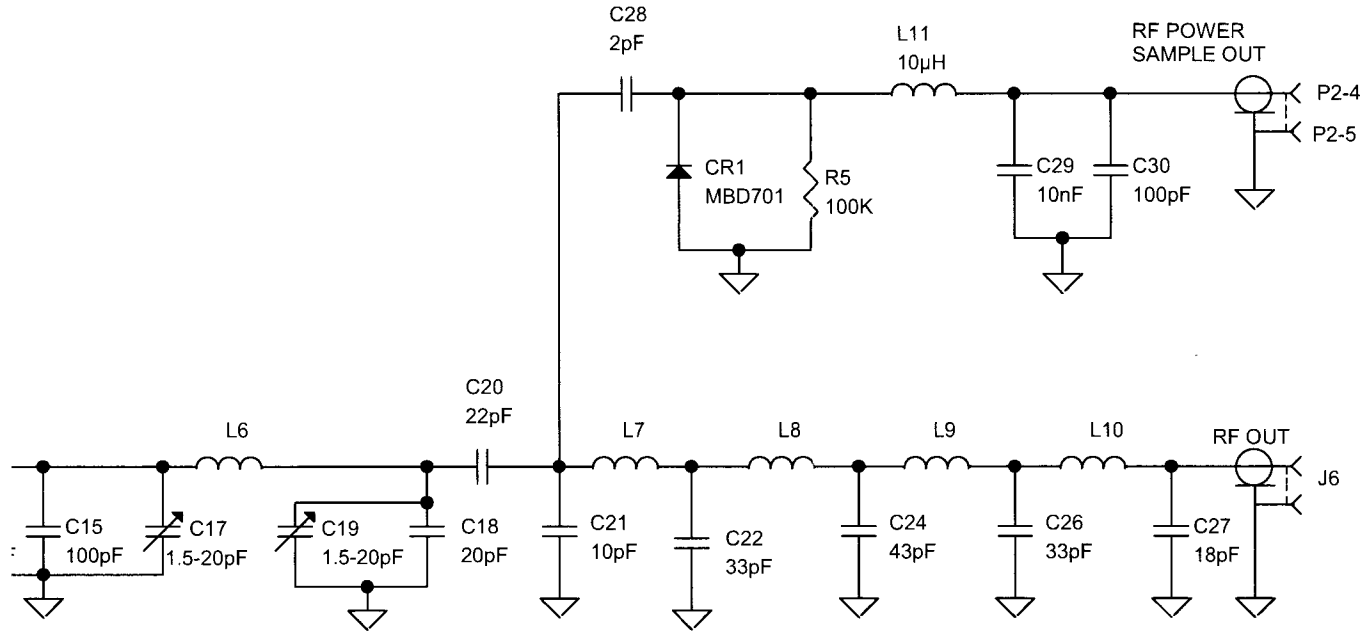 C28
2pF
L11
10µH
RF POWER
SAMPLE OUT
P2-4
P2-5
CR1
MBD701
R5
100K
C29
10nF
C30
100pF
C20
22pF
L6
L7
L8
L9
L10
RF OUT
J6
C15
100pF
C17
1.5-20pF
C19
1.5-20pF
C18
20pF
C21
10pF
C22
33pF
C24
43pF
C26
33pF
C27
18pF